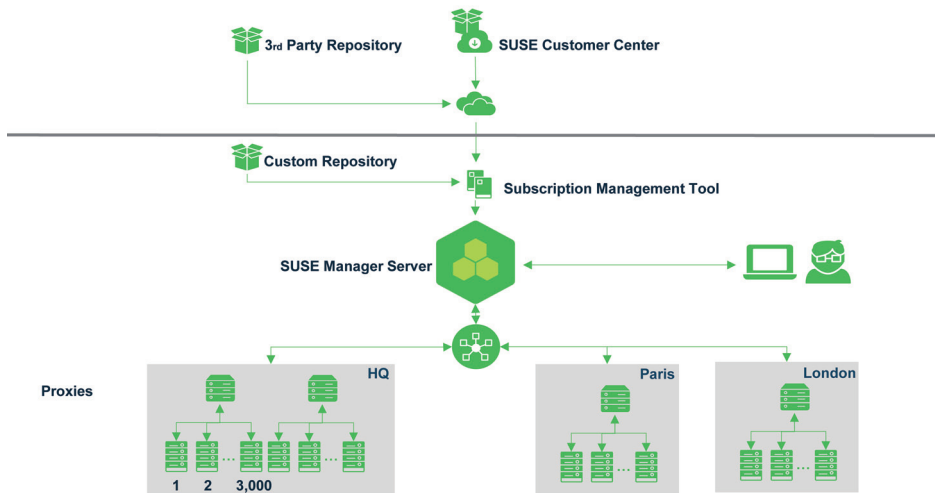 3rd Party Repository
SUSE Customer Center
Custom Repository
Subscription Management Tool
SUSE Manager Server
Proxies
HQ
Paris
London
...
...
...
...
1 2 3,000